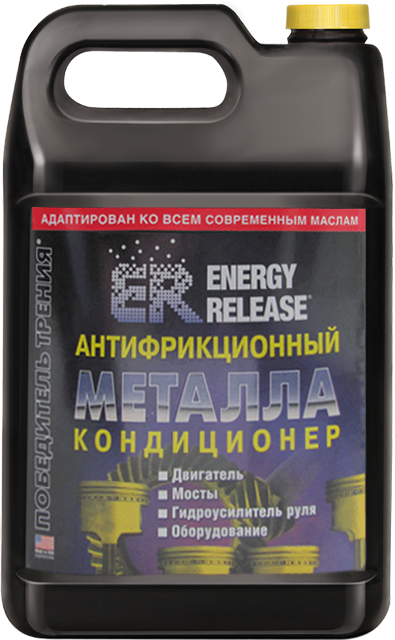 АДАПТИРОВАН КО ВСЕМ СОВРЕМЕННЫМ МАСЛАМ
ПОБЕДИТЕЛЬ ТРЕНИЯ®
ER ENERGY
RELEASE®
АНТИФРИКЦИОННЫЙ
МЕТАЛЛА
КОНДИЦИОНЕР
Двигатель
Мосты
Гидроусилитель руля
Оборудование